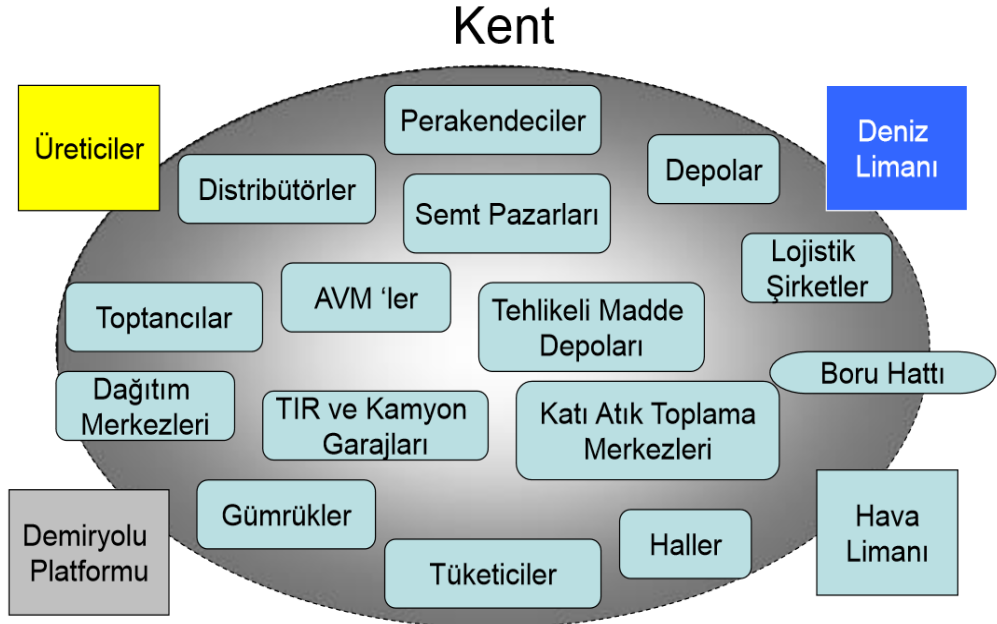 Kent
Üreticiler
Perakendeciler
Deniz
Limanı
Distribütörler
Semt Pazarları
Depolar
Lojistik
Şirketler
Toptancılar
AVM ‘ler
Tehlikeli Madde
Depoları
Boru Hattı
Dağıtım
Merkezleri
TIR ve Kamyon
Garajları
Katı Atık Toplama
Merkezleri
Demiryolu
Platformu
Gümrükler
Tüketiciler
Haller
Hava
Limanı